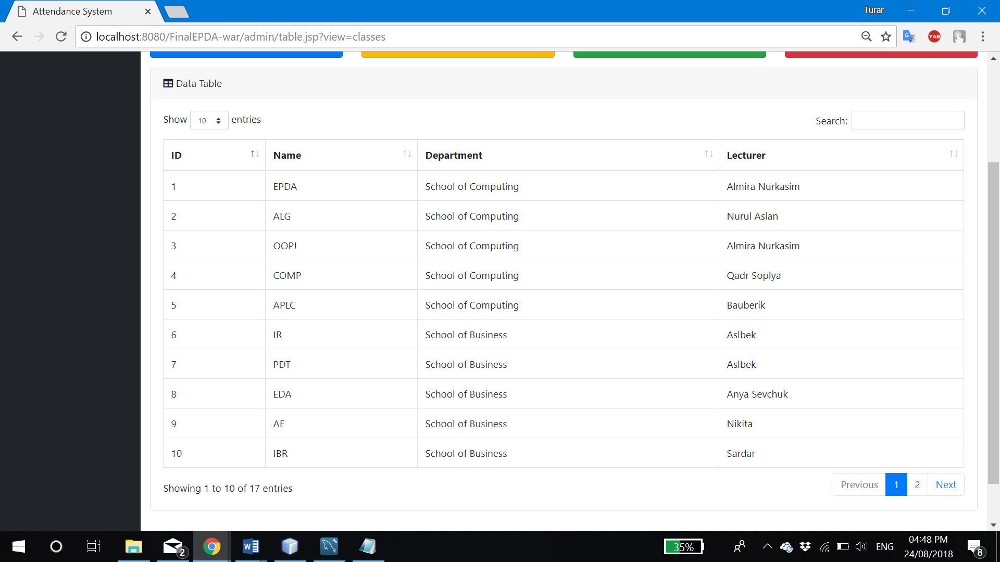 Attendance System
Turar
localhost:8080/FinalEPDA-war/admin/table.jsp?view=classes
YAB
Data Table
Show 10 entries
Search:
ID Name Department Lecturer
1 EPDA School of Computing Almira Nurkasim
2 ALG School of Computing Nurul Aslan
3 OOPJ School of Computing Almira Nurkasim
4 COMP School of Computing Qadr Soplya
5 APLC School of Computing Bauberik
6 IR School of Business Aslbek
7 PDT School of Business Aslbek
8 EDA School of Business Anya Sevchuk
9 AF School of Business Nikita
10 IBR School of Business Sardar
Showing 1 to 10 of 17 entries
Previous 1 2 Next
2
35%
ENG
04:48 PM
24/08/2018
8